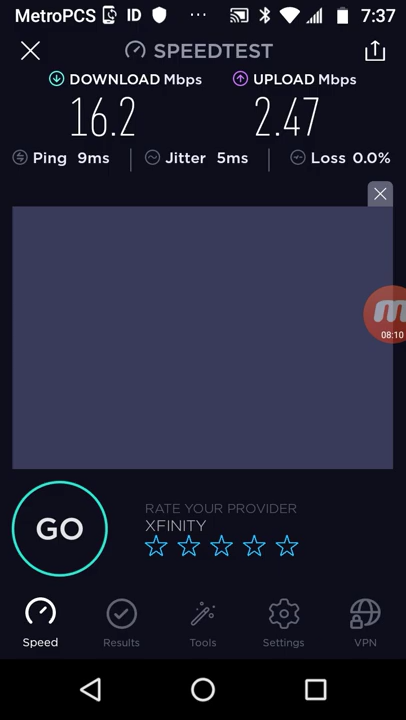 MetroPCS ID ... 7:37
SPEEDTEST
DOWNLOAD Mbps UPLOAD Mbps
16.2 2.47
Ping 9ms Jitter 5ms Loss 0.0%
m
08:10
GO
RATE YOUR PROVIDER
XFINITY
Speed Results Tools Settings VPN